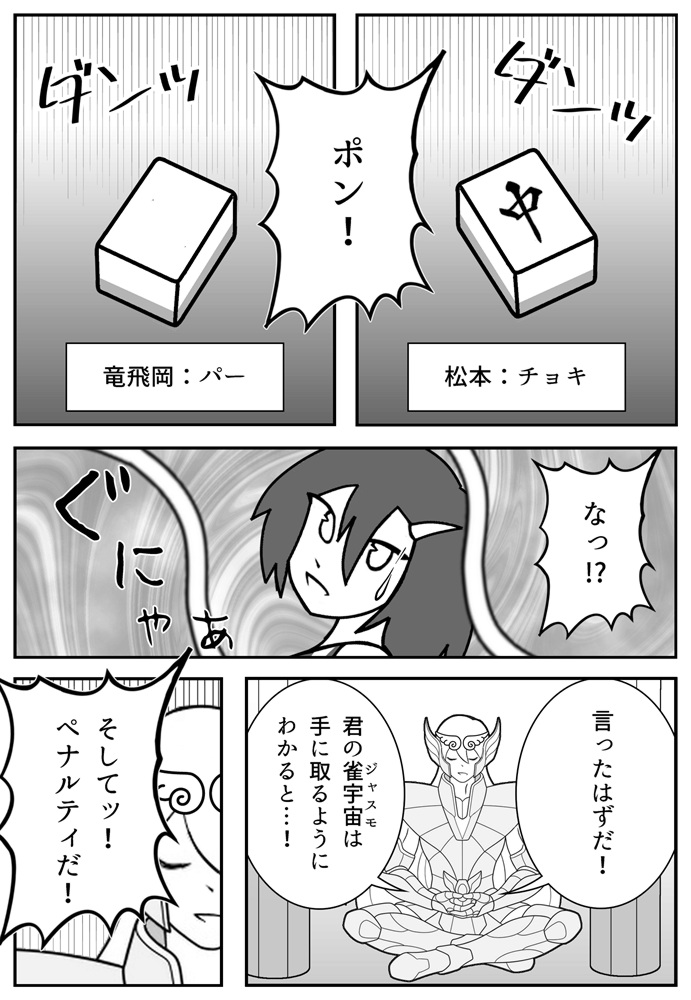 ダンッ
中
松本：チョキ
ポン！
ダンッ
竜飛岡：パー
なっ!?
ぐにゃあ
言ったはずだ！
君の雀宇宙は
ジャスモ
手に取るように
わかると…！
そしてッ！
ペナルティだ！